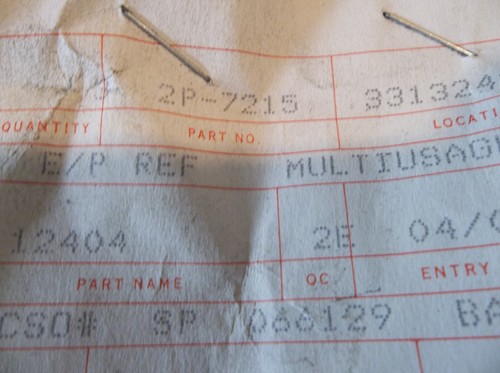 2P-7215 331324
QUANTITY PART NO. LOCATI
E/P REF MULTIUSAGE
12404 2E 04/0
PART NAME QC ENTRY
CSO# SP 066129 BA